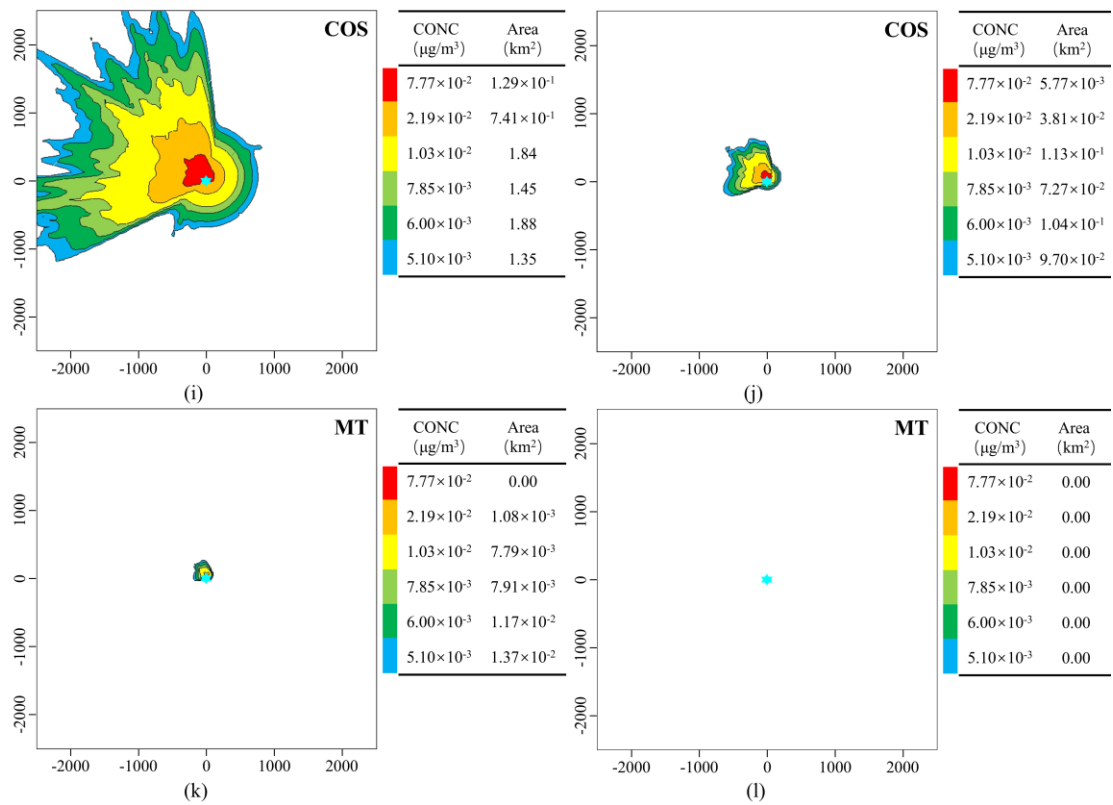 COS
2000
1000
0
-1000
-2000
-2000 -1000 0 1000 2000
(i)
CONC Area
(μg/m³) (km²)
7.77×10⁻² 1.29×10⁻¹
2.19×10⁻² 7.41×10⁻¹
1.03×10⁻² 1.84
7.85×10⁻³ 1.45
6.00×10⁻³ 1.88
5.10×10⁻³ 1.35
COS
2000
1000
0
-1000
-2000
-2000 -1000 0 1000 2000
(j)
CONC Area
(μg/m³) (km²)
7.77×10⁻² 5.77×10⁻³
2.19×10⁻² 3.81×10⁻²
1.03×10⁻² 1.13×10⁻¹
7.85×10⁻³ 7.27×10⁻²
6.00×10⁻³ 1.04×10⁻¹
5.10×10⁻³ 9.70×10⁻²
MT
2000
1000
0
-1000
-2000
-2000 -1000 0 1000 2000
(k)
CONC Area
(μg/m³) (km²)
7.77×10⁻² 0.00
2.19×10⁻² 1.08×10⁻³
1.03×10⁻² 7.79×10⁻³
7.85×10⁻³ 7.91×10⁻³
6.00×10⁻³ 1.17×10⁻²
5.10×10⁻³ 1.37×10⁻²
MT
2000
1000
0
-1000
-2000
-2000 -1000 0 1000 2000
(l)
CONC Area
(μg/m³) (km²)
7.77×10⁻² 0.00
2.19×10⁻² 0.00
1.03×10⁻² 0.00
7.85×10⁻³ 0.00
6.00×10⁻³ 0.00
5.10×10⁻³ 0.00